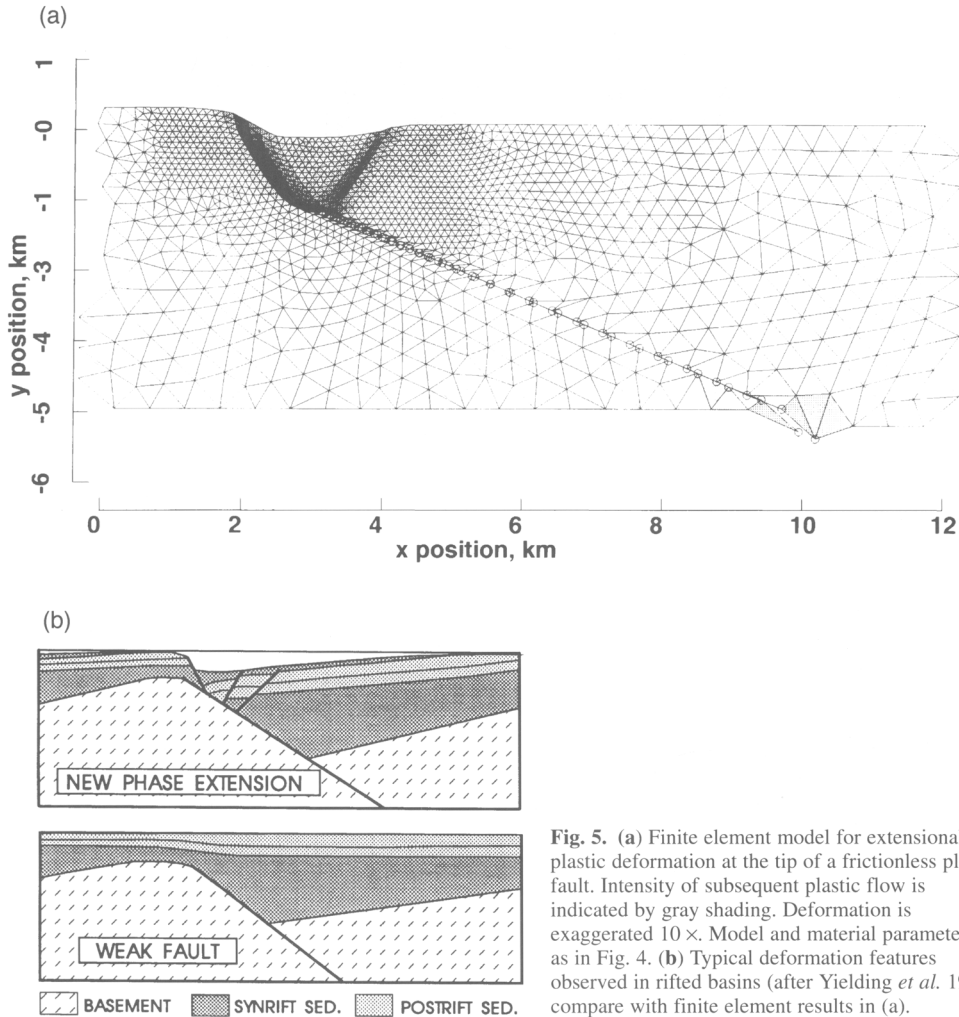 (a)
1
-0
-1
-3
-4
-5
-6
y position, km
0 2 4 6 8 10 12
x position, km
(b)
NEW PHASE EXTENSION
WEAK FAULT
BASEMENT SYNRIFT SED. POSTRIFT SED.
Fig. 5. (a) Finite element model for extensiona
plastic deformation at the tip of a frictionless pl
fault. Intensity of subsequent plastic flow is
indicated by gray shading. Deformation is
exaggerated 10 ×. Model and material paramete
as in Fig. 4. (b) Typical deformation features
observed in rifted basins (after Yielding et al. 19
compare with finite element results in (a).